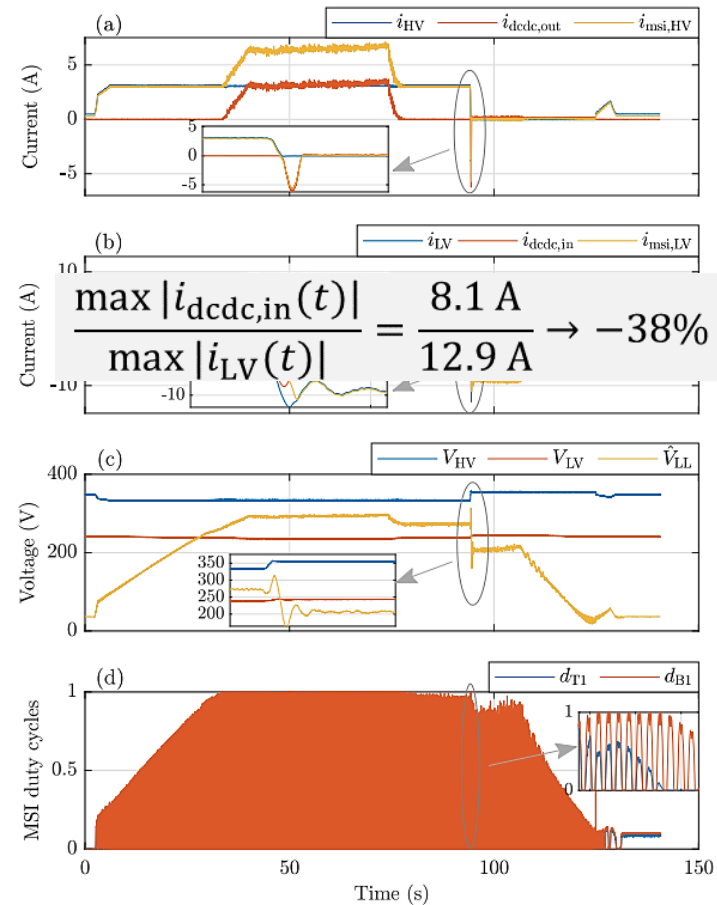 (a) i_HV i_dcdc,out i_msi,HV
Current (A)
5
0
-5
5
0
-5
(b) i_LV i_dcdc,in i_msi,LV
Current (A)
10
max |i_dcdc,in(t)| / max |i_LV(t)| = 8.1 A / 12.9 A → −38%
-10
-10
(c) V_HV V_LV V̂_LL
Voltage (V)
400
200
0
350
300
250
200
(d) d_T1 d_B1
MSI duty cycles
1
0.5
0
1
0
0 50 100 150
Time (s)